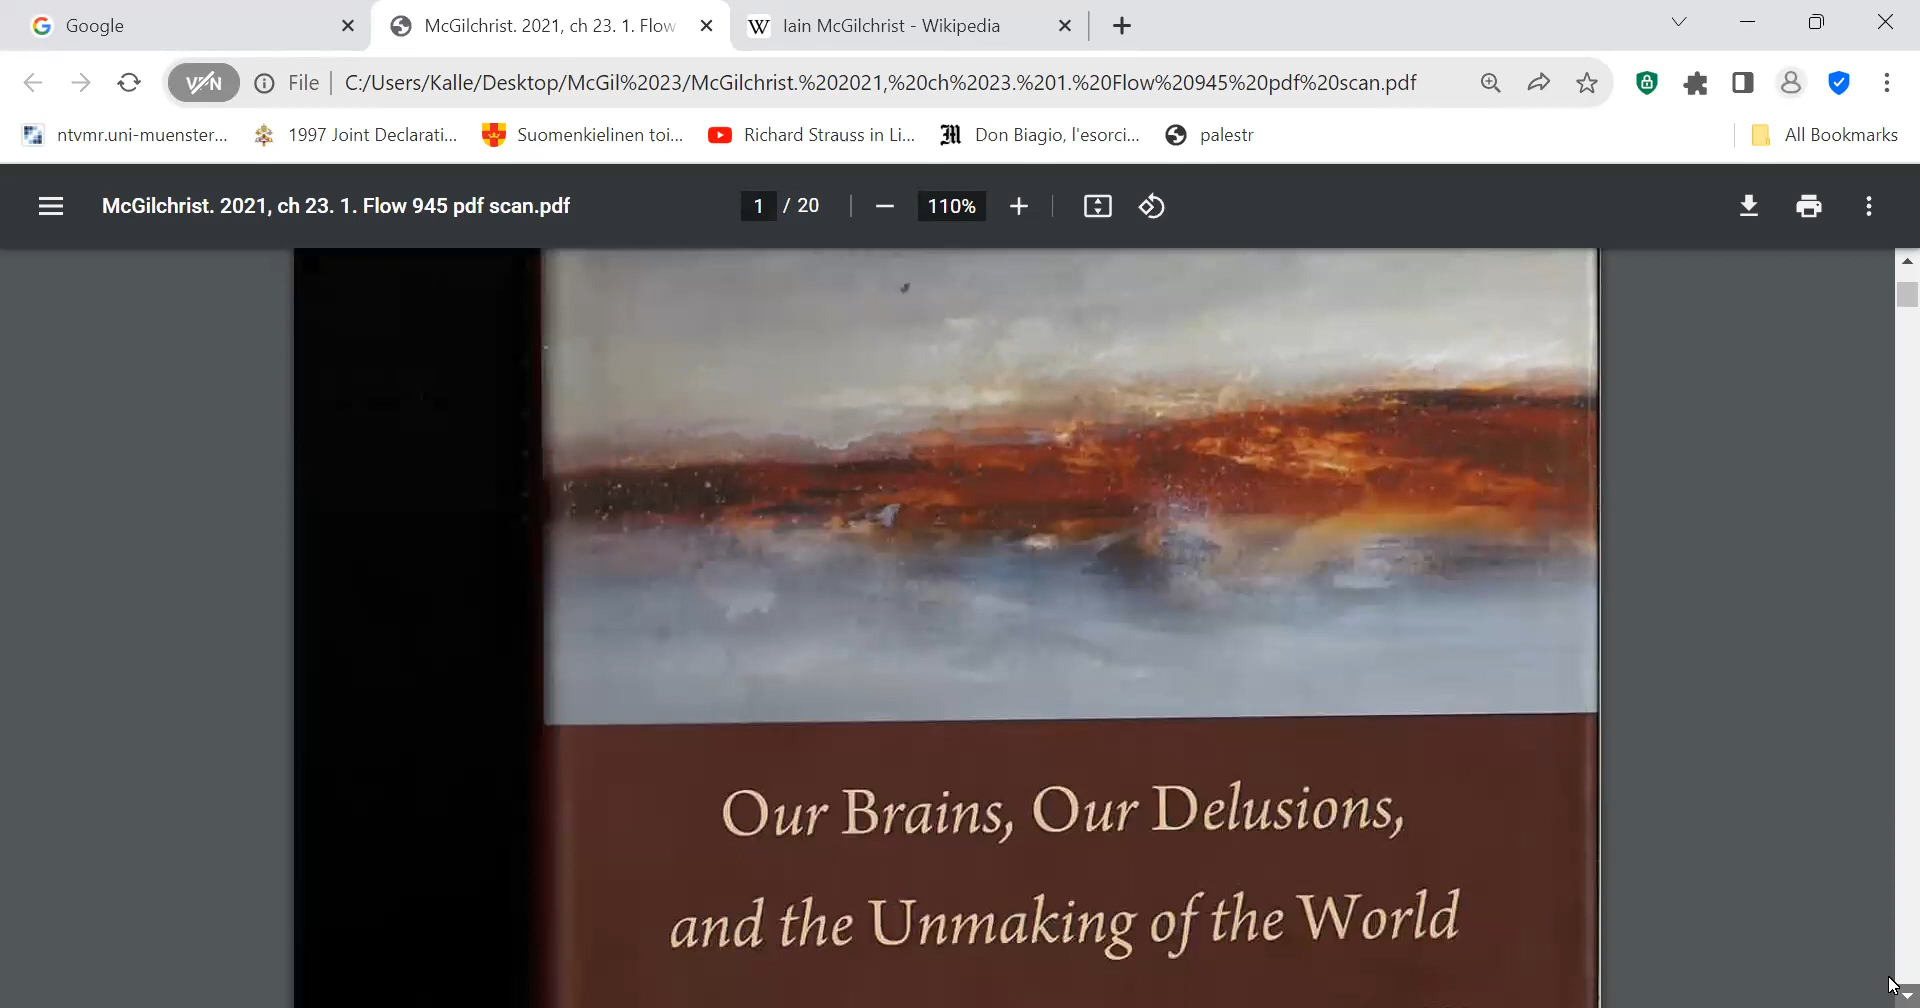 Google
McGilchrist. 2021, ch 23. 1. Flow
Iain McGilchrist - Wikipedia
VPN
File
C:/Users/Kalle/Desktop/McGil%2023/McGilchrist.%202021,%20ch%2023.%201.%20Flow%20945%20pdf%20scan.pdf
ntvmr.uni-muenster...
1997 Joint Declarati...
Suomenkielinen toi...
Richard Strauss in Li...
Don Biagio, l'esorci...
palestr
All Bookmarks
McGilchrist. 2021, ch 23. 1. Flow 945 pdf scan.pdf
1 / 20
110%
Our Brains, Our Delusions,
and the Unmaking of the World